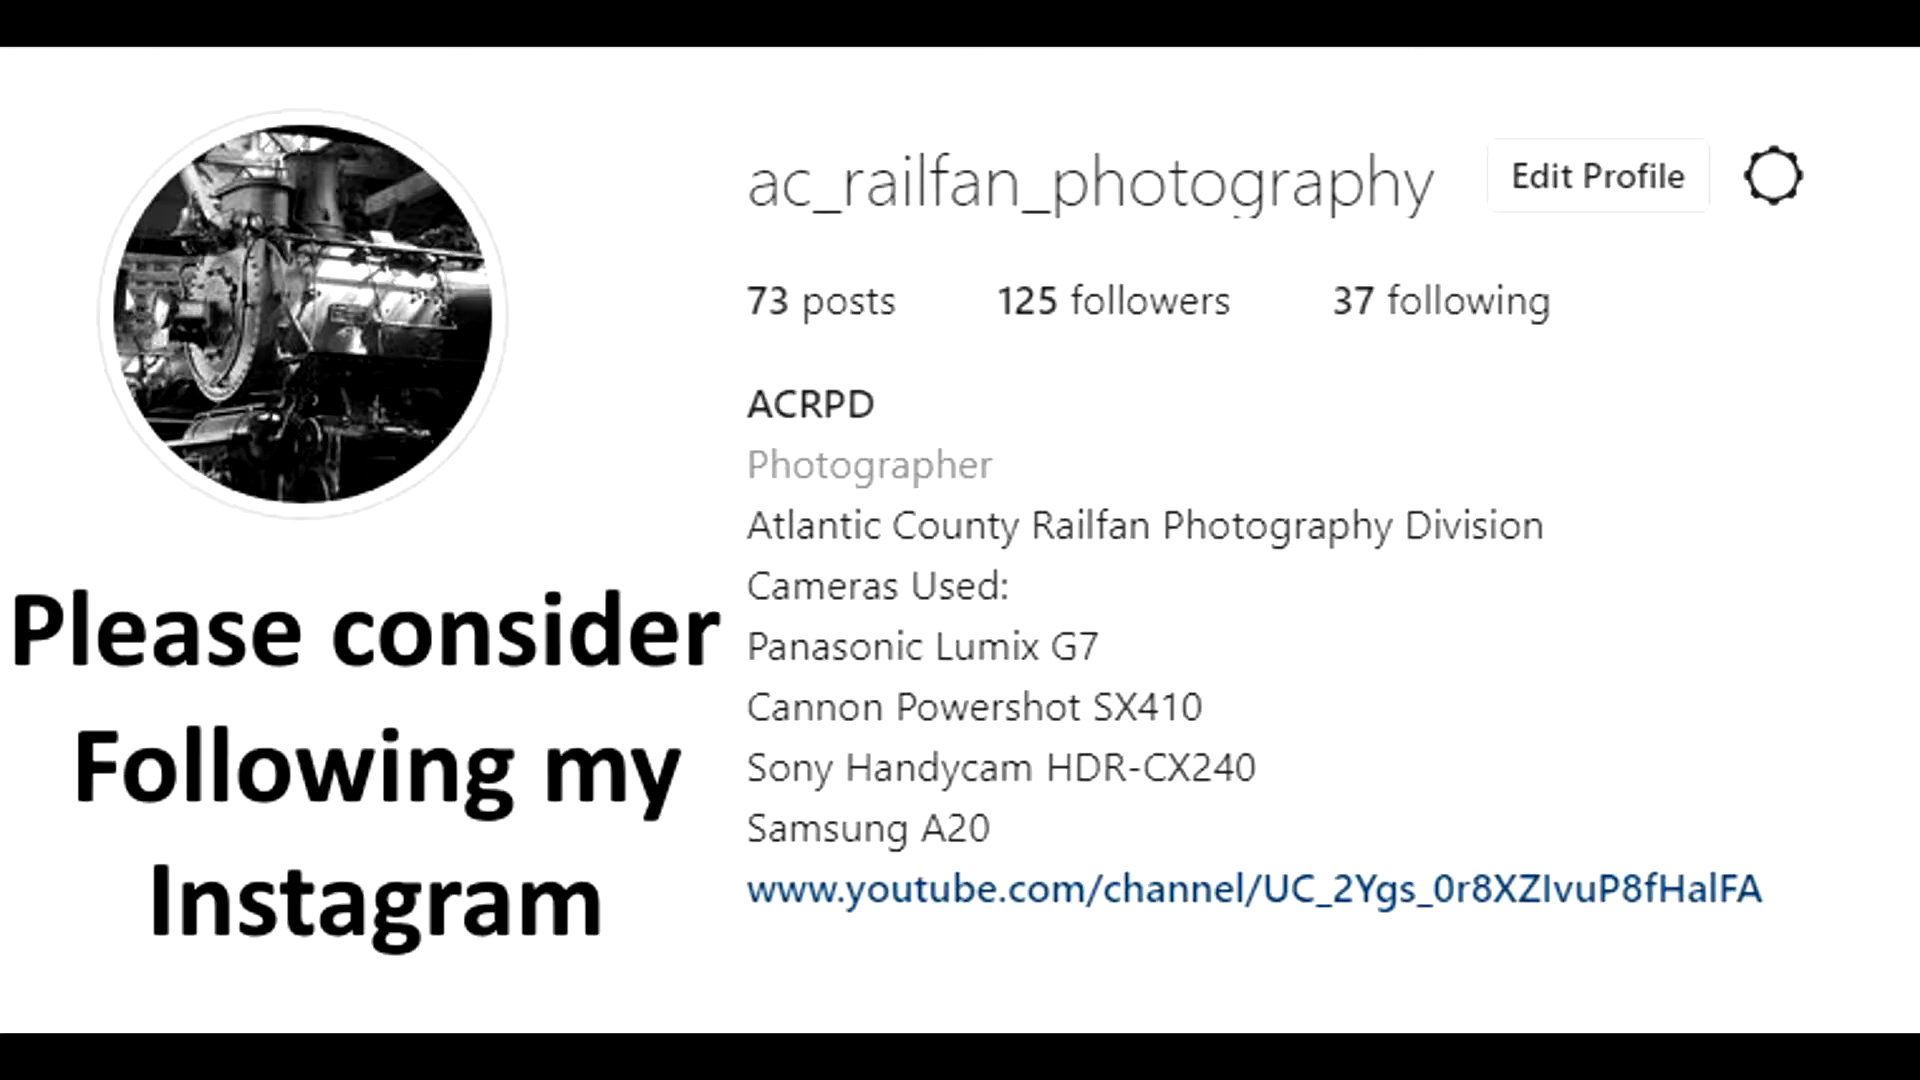 ac_railfan_photography Edit Profile
73 posts 125 followers 37 following
ACRPD
Photographer
Atlantic County Railfan Photography Division
Cameras Used:
Panasonic Lumix G7
Cannon Powershot SX410
Sony Handycam HDR-CX240
Samsung A20
www.youtube.com/channel/UC_2Ygs_0r8XZIvuP8fHalFA
Please consider
Following my
Instagram